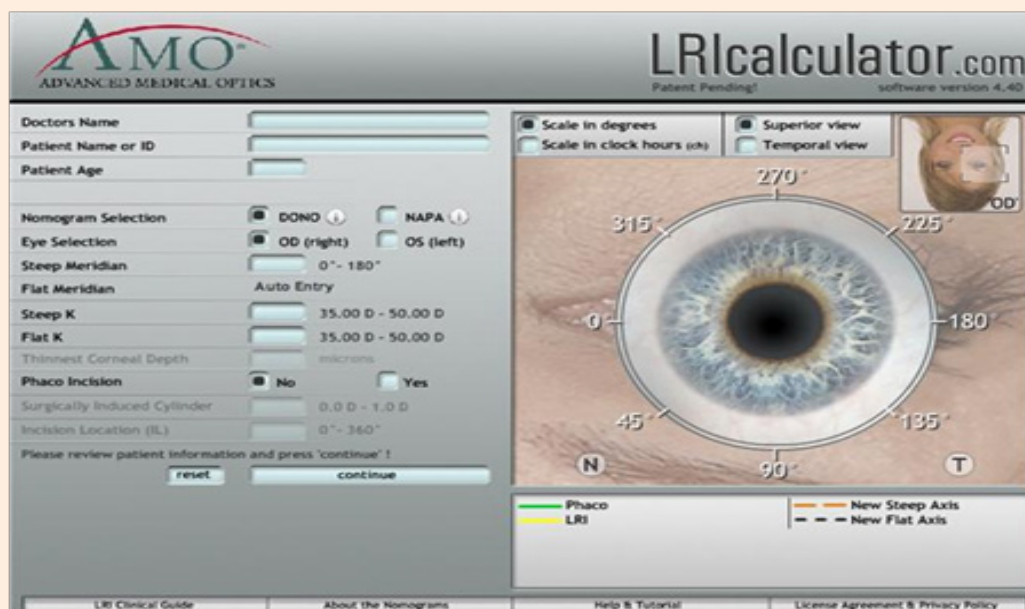 AMO®
ADVANCED MEDICAL OPTICS
LRIcalculator.com
Patent Pending!
software version 4.40
Doctors Name
Patient Name or ID
Patient Age
Nomogram Selection DONO i NAPA i
Eye Selection OD (right) OS (left)
Steep Meridian 0°- 180°
Flat Meridian Auto Entry
Steep K 35.00 D - 50.00 D
Flat K 35.00 D - 50.00 D
Thinnest Corneal Depth microns
Phaco Incision No Yes
Surgically Induced Cylinder 0.0 D - 1.0 D
Incision Location (IL) 0°- 360°
Please review patient information and press 'continue' !
reset continue
Scale in degrees Superior view
Scale in clock hours (ch) Temporal view
OD
270°
315° 225°
0° 180°
45° 135°
90°
N T
Phaco New Steep Axis
LRI New Flat Axis
LRI Clinical Guide About the Nomograms Help & Tutorial License Agreement & Privacy Policy